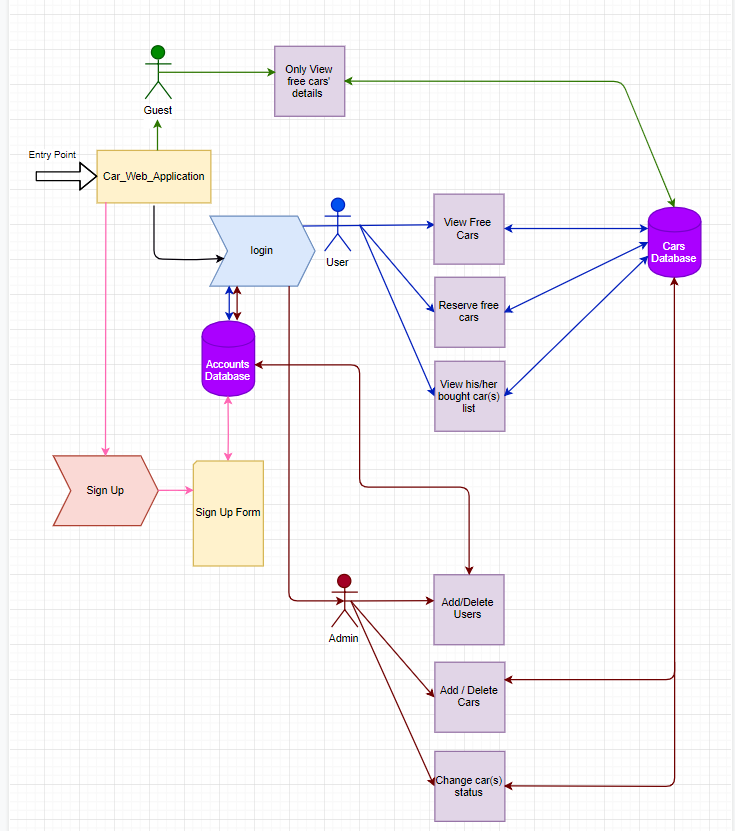 Only View
free cars'
details
Guest
Entry Point
Car_Web_Application
login
User
View Free
Cars
Cars
Database
Reserve free
cars
Accounts
Database
View his/her
bought car(s)
list
Sign Up
Sign Up Form
Admin
Add/Delete
Users
Add / Delete
Cars
Change car(s)
status